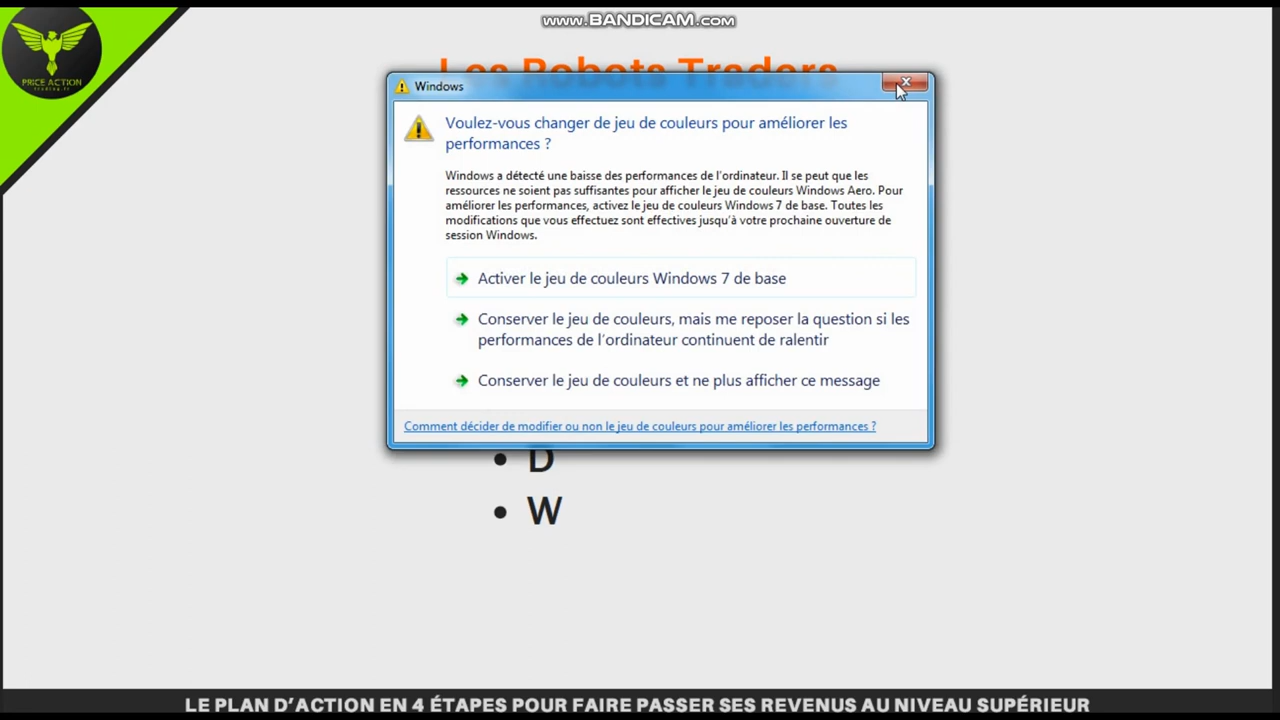 www.BANDICAM.com
PRICE ACTION
trading.fr
Les Robots Traders
Windows
Voulez-vous changer de jeu de couleurs pour améliorer les
performances ?
Windows a détecté une baisse des performances de l'ordinateur. Il se peut que les
ressources ne soient pas suffisantes pour afficher le jeu de couleurs Windows Aero. Pour
améliorer les performances, activez le jeu de couleurs Windows 7 de base. Toutes les
modifications que vous effectuez sont effectives jusqu'à votre prochaine ouverture de
session Windows.
Activer le jeu de couleurs Windows 7 de base
Conserver le jeu de couleurs, mais me reposer la question si les
performances de l'ordinateur continuent de ralentir
Conserver le jeu de couleurs et ne plus afficher ce message
Comment décider de modifier ou non le jeu de couleurs pour améliorer les performances ?
• D
• W
LE PLAN D'ACTION EN 4 ÉTAPES POUR FAIRE PASSER SES REVENUS AU NIVEAU SUPÉRIEUR